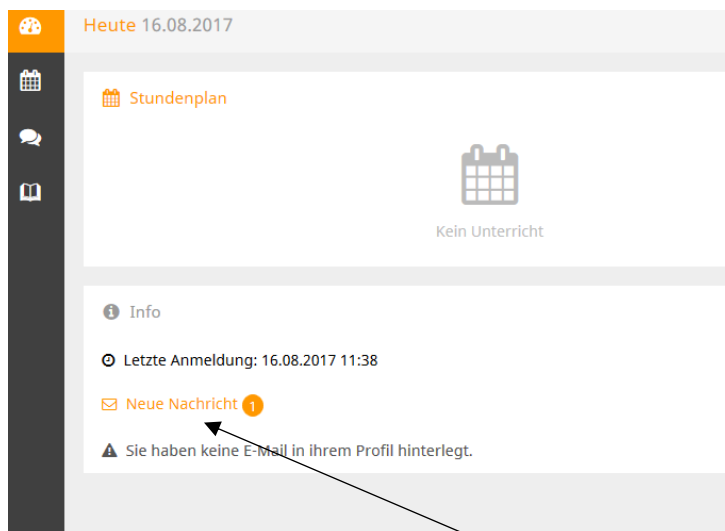 Heute 16.08.2017
Stundenplan
Kein Unterricht
Info
Letzte Anmeldung: 16.08.2017 11:38
Neue Nachricht 1
Sie haben keine E-Mail in ihrem Profil hinterlegt.